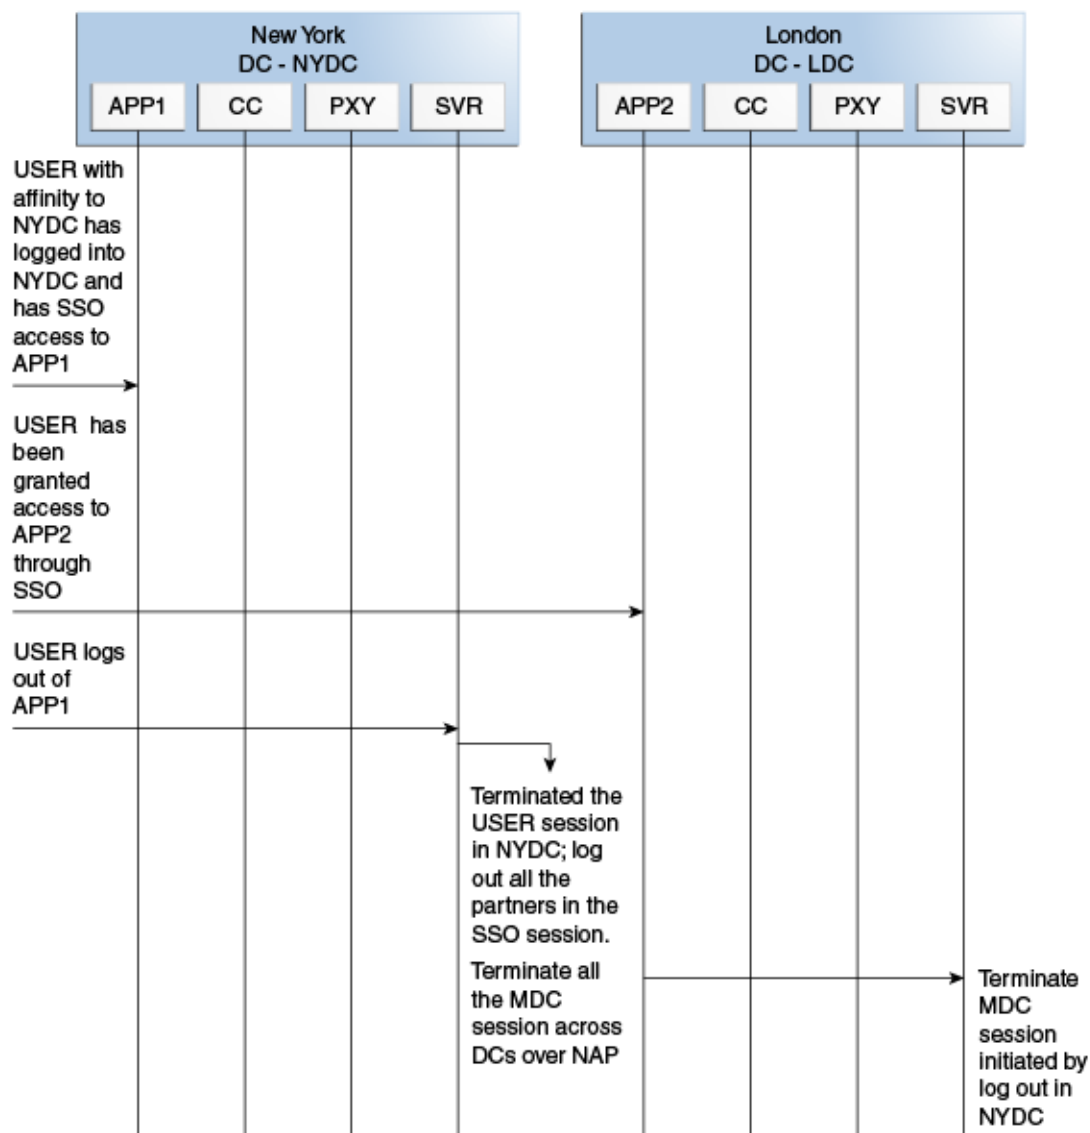 New York
DC - NYDC
London
DC - LDC
APP1
CC
PXY
SVR
APP2
CC
PXY
SVR
USER with
affinity to
NYDC has
logged into
NYDC and
has SSO
access to
APP1
USER has
been
granted
access to
APP2
through
SSO
USER logs
out of
APP1
Terminated the
USER session
in NYDC; log
out all the
partners in the
SSO session.
Terminate all
the MDC
session across
DCs over NAP
Terminate
MDC
session
initiated by
log out in
NYDC